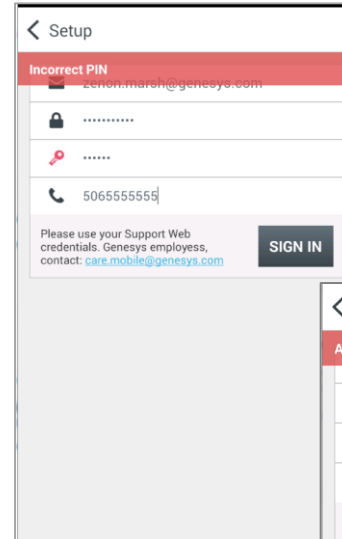 Setup
Incorrect PIN
zenon.marsh@genesys.com
•••••••••••
••••••
5065555555
Please use your Support Web
credentials. Genesys employess,
contact: care.mobile@genesys.com
SIGN IN
A